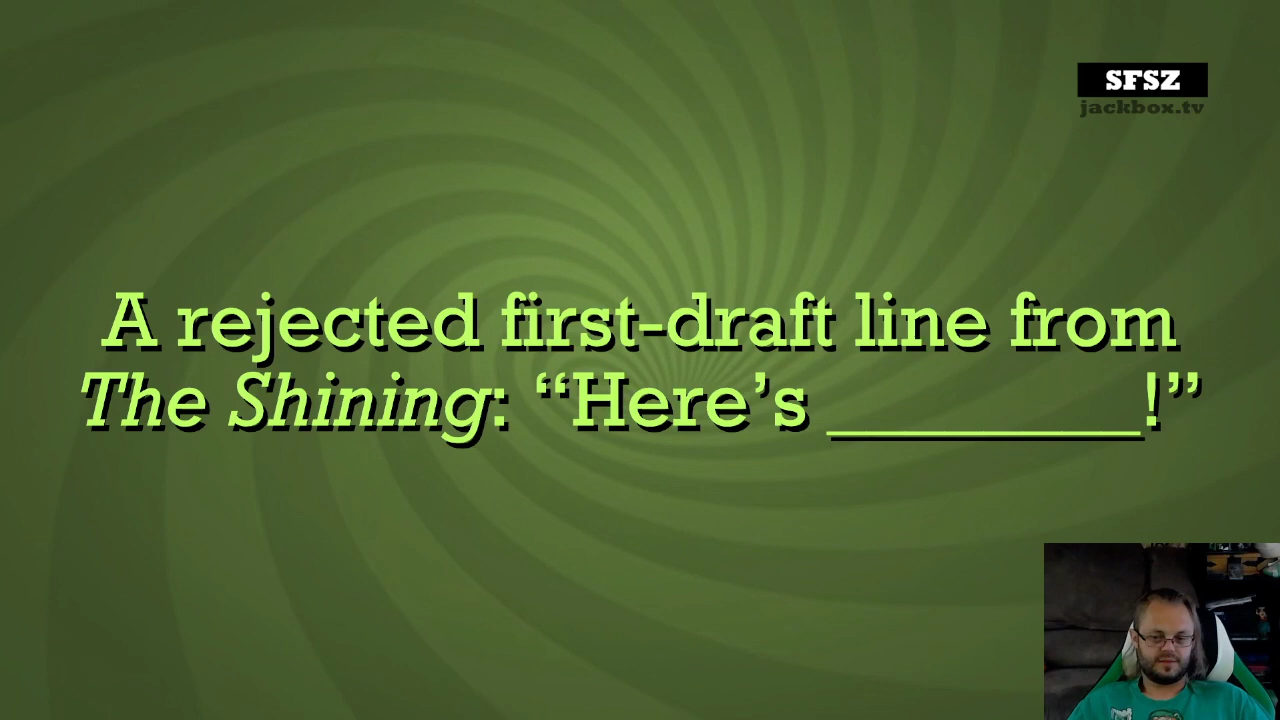 SFSZ
jackbox.tv
A rejected first-draft line from
The Shining: “Here’s ________!”